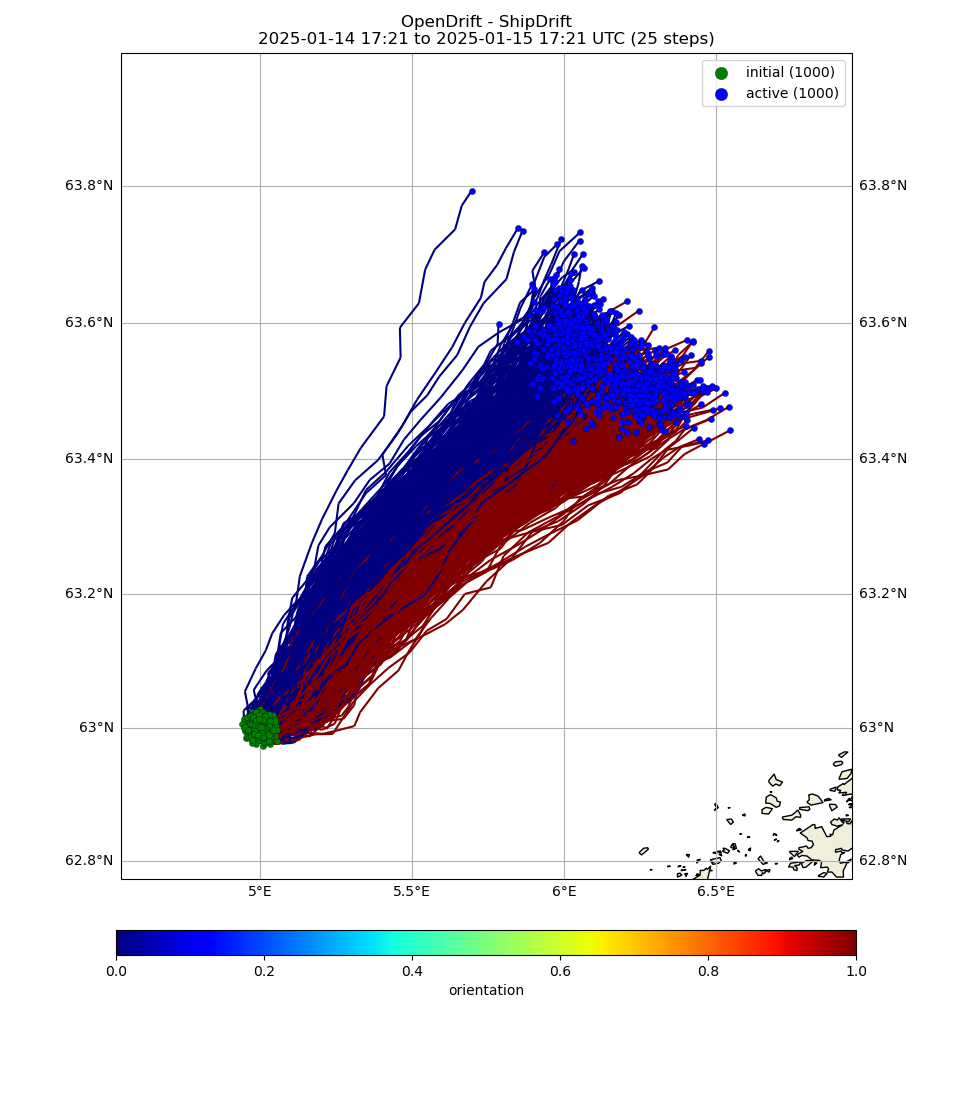 OpenDrift - ShipDrift
2025-01-14 17:21 to 2025-01-15 17:21 UTC (25 steps)
initial (1000)
active (1000)
63.8°N 63.8°N
63.6°N 63.6°N
63.4°N 63.4°N
63.2°N 63.2°N
63°N 63°N
62.8°N 62.8°N
5°E 5.5°E 6°E 6.5°E
0.0 0.2 0.4 0.6 0.8 1.0
orientation